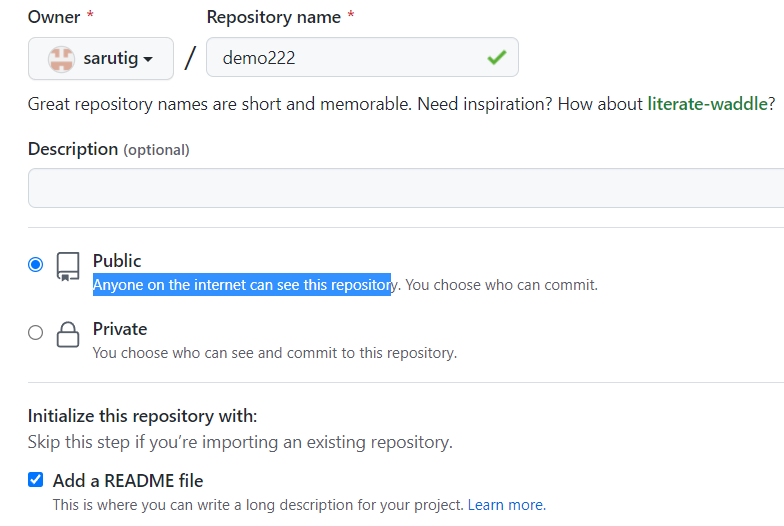 Owner * Repository name *
sarutig / demo222
Great repository names are short and memorable. Need inspiration? How about literate-waddle?
Description (optional)
Public
Anyone on the internet can see this repository. You choose who can commit.
Private
You choose who can see and commit to this repository.
Initialize this repository with:
Skip this step if you’re importing an existing repository.
Add a README file
This is where you can write a long description for your project. Learn more.